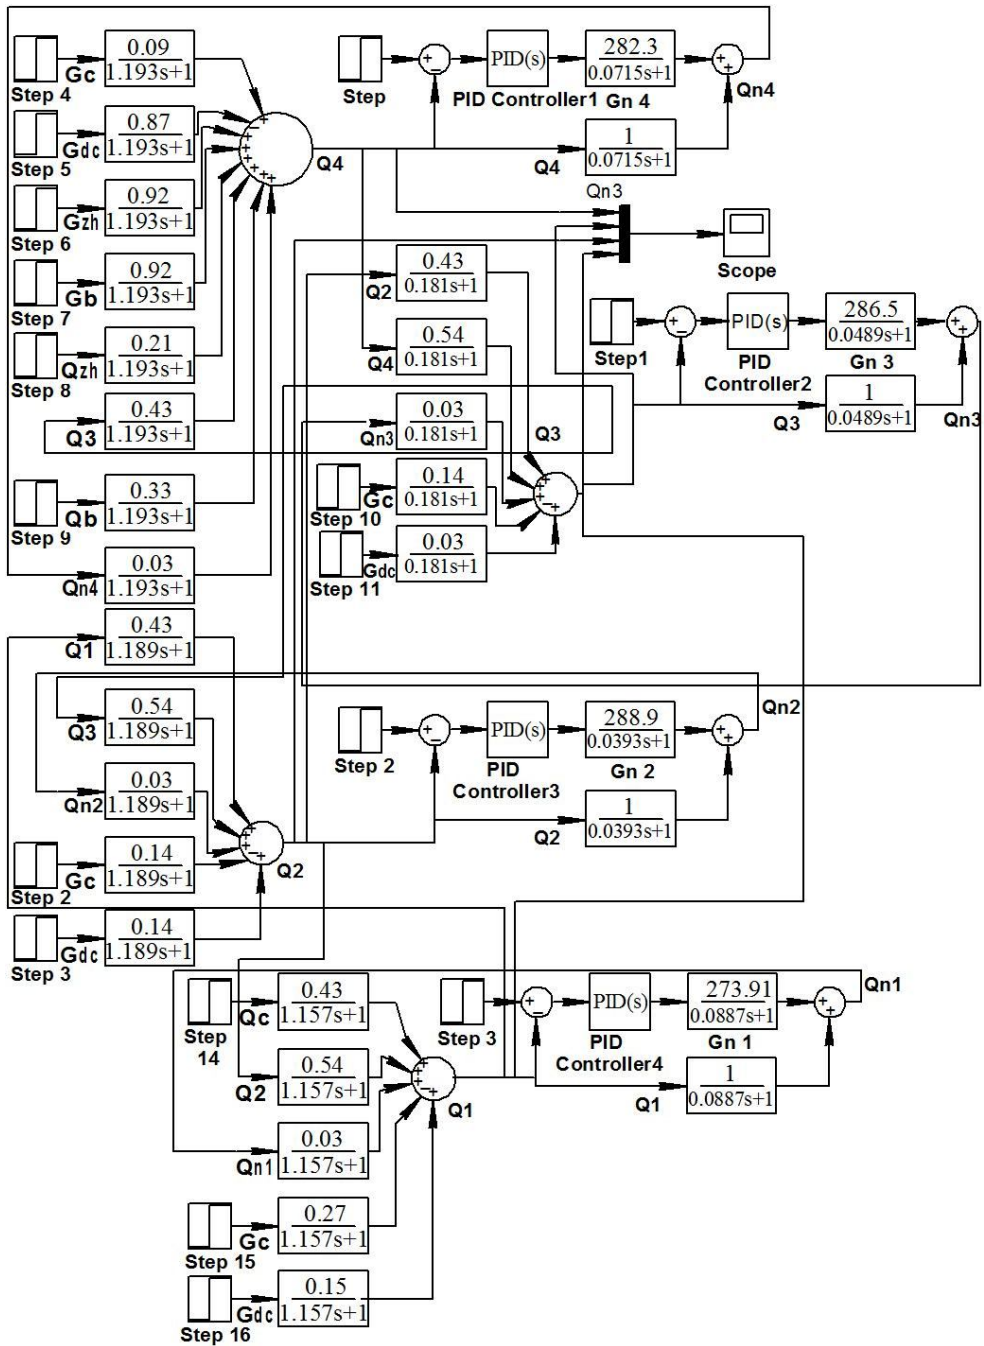 Step 4
Gc
0.09
1.193s+1
Step 5
Gdc
0.87
1.193s+1
Step 6
Gzh
0.92
1.193s+1
Step 7
Gb
0.92
1.193s+1
Step 8
Qzh
0.21
1.193s+1
Q3
0.43
1.193s+1
Step 9
Qb
0.33
1.193s+1
Qn4
0.03
1.193s+1
Q4
Step
PID(s)
PID Controller1
282.3
0.0715s+1
Gn 4
Qn4
Q4
1
0.0715s+1
Qn3
Scope
Q2
0.43
0.181s+1
Q4
0.54
0.181s+1
Qn3
0.03
0.181s+1
Step 10
Gc
0.14
0.181s+1
Step 11
Gdc
0.03
0.181s+1
Q3
Step1
PID(s)
PID
Controller2
286.5
0.0489s+1
Gn 3
Q3
1
0.0489s+1
Qn3
Q1
0.43
1.189s+1
Q3
0.54
1.189s+1
Qn2
0.03
1.189s+1
Step 2
Gc
0.14
1.189s+1
Step 3
Gdc
0.14
1.189s+1
Q2
Step 2
PID(s)
PID
Controller3
288.9
0.0393s+1
Gn 2
Qn2
Q2
1
0.0393s+1
Step
14
Qc
0.43
1.157s+1
Q2
0.54
1.157s+1
Qn1
0.03
1.157s+1
Step 15
Gc
0.27
1.157s+1
Step 16
Gdc
0.15
1.157s+1
Q1
Step 3
PID(s)
PID
Controller4
273.91
0.0887s+1
Gn 1
Qn1
Q1
1
0.0887s+1